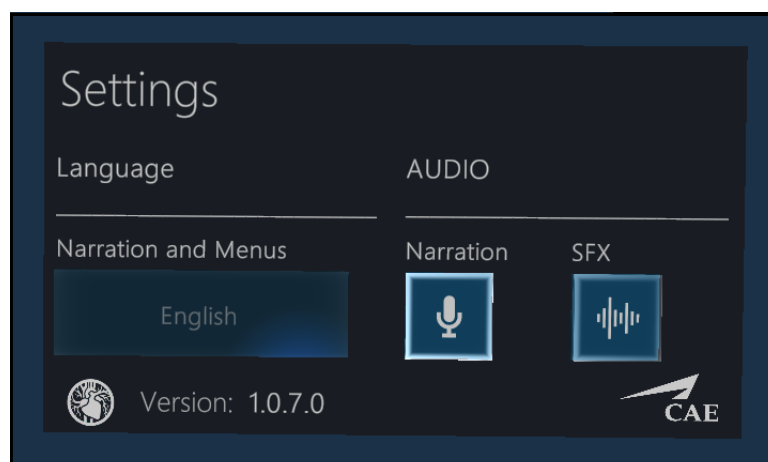 Settings
Language
AUDIO
Narration and Menus
Narration
SFX
English
Version: 1.0.7.0
CAE